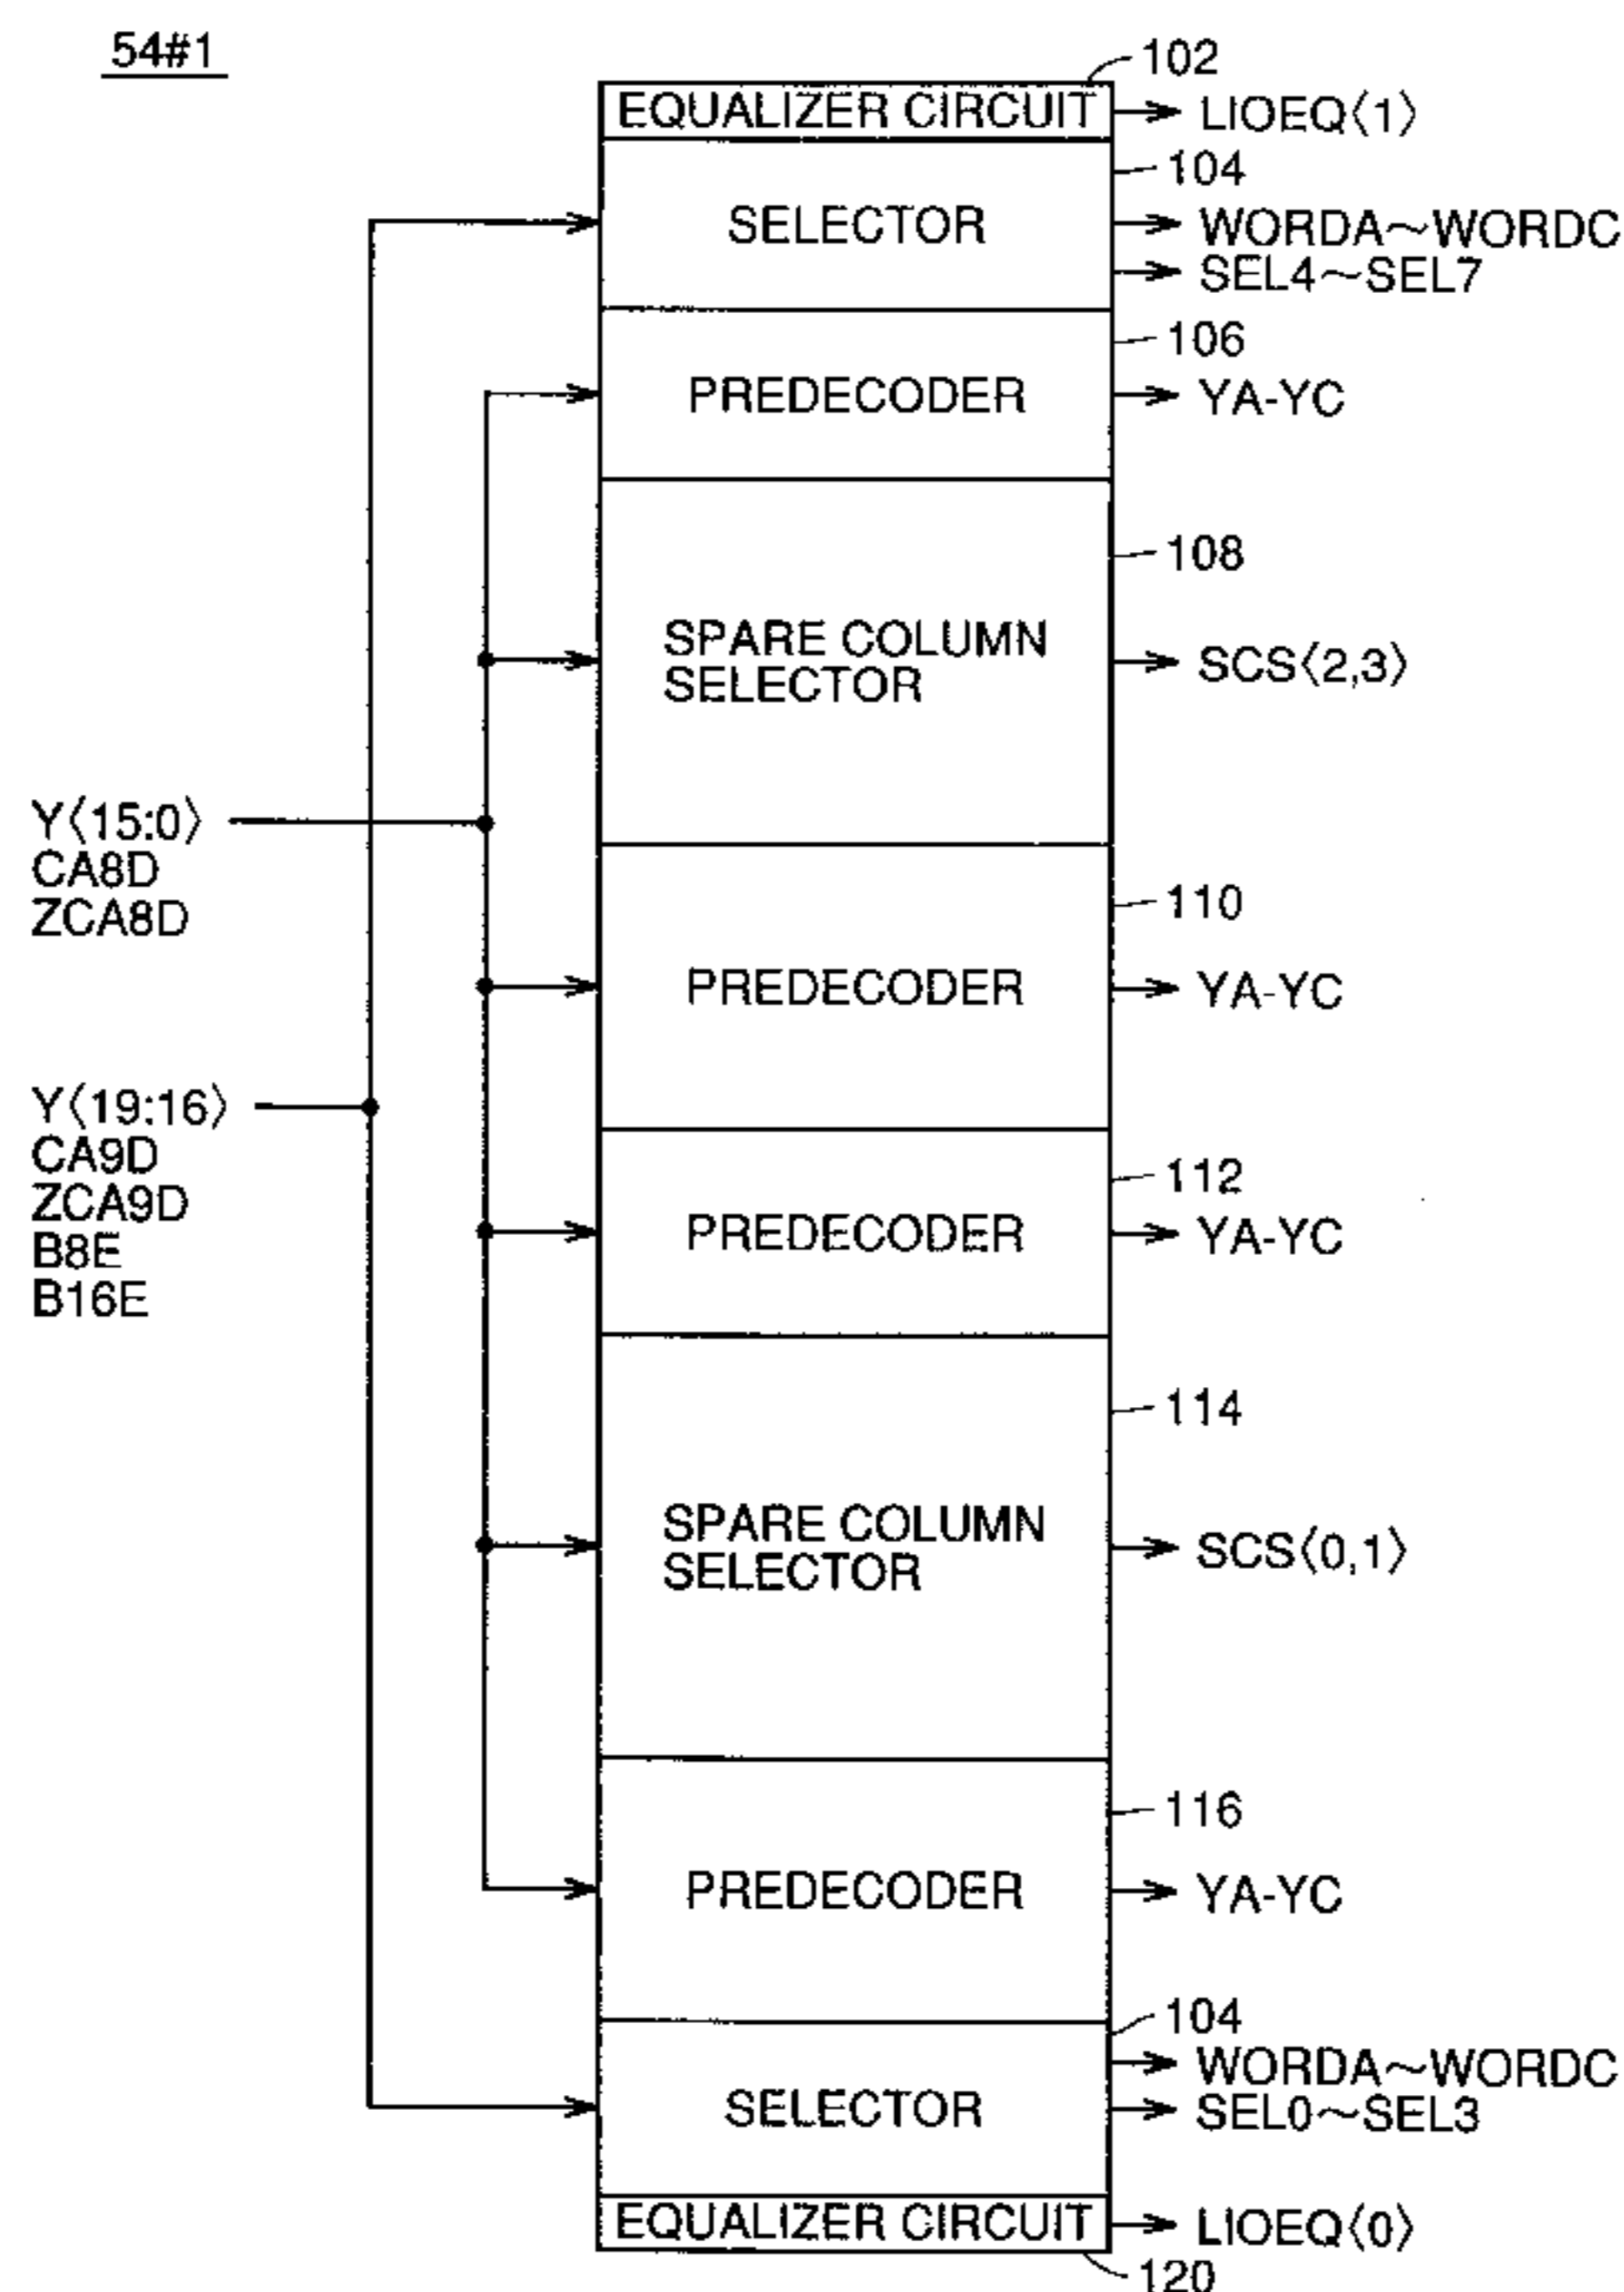 54#1
102
EQUALIZER CIRCUIT
LIOEQ⟨1⟩
104
SELECTOR
WORDA～WORDC
SEL4～SEL7
106
PREDECODER
YA-YC
108
SPARE COLUMN
SELECTOR
SCS⟨2,3⟩
Y⟨15:0⟩
CA8D
ZCA8D
110
PREDECODER
YA-YC
Y⟨19:16⟩
CA9D
ZCA9D
B8E
B16E
112
PREDECODER
YA-YC
114
SPARE COLUMN
SELECTOR
SCS⟨0,1⟩
116
PREDECODER
YA-YC
104
WORDA～WORDC
SELECTOR
SEL0～SEL3
EQUALIZER CIRCUIT
LIOEQ⟨0⟩
120